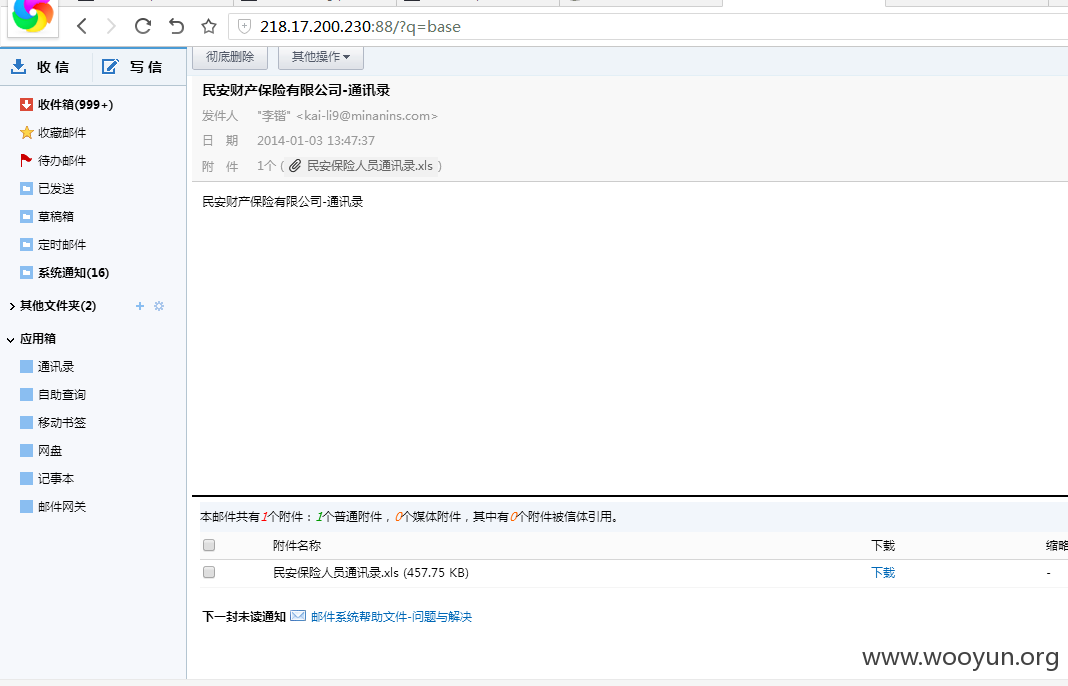 218.17.200.230:88/?q=base
收 信
写 信
彻底删除
其他操作
收件箱(999+)
收藏邮件
待办邮件
已发送
草稿箱
定时邮件
系统通知(16)
其他文件夹(2)
应用箱
通讯录
自助查询
移动书签
网盘
记事本
邮件网关
民安财产保险有限公司-通讯录
发件人 "李锴" <kai-li9@minanins.com>
日 期 2014-01-03 13:47:37
附 件 1个 ( 民安保险人员通讯录.xls )
民安财产保险有限公司-通讯录
本邮件共有1个附件：1个普通附件，0个媒体附件，其中有0个附件被信体引用。
附件名称 下载 缩略
民安保险人员通讯录.xls (457.75 KB) 下载 -
下一封未读通知 邮件系统帮助文件-问题与解决
www.wooyun.org